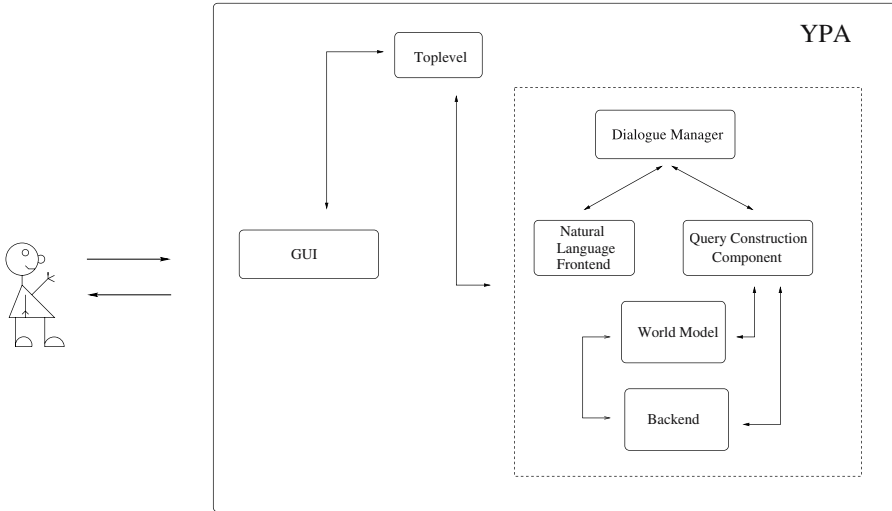 YPA
Toplevel
Dialogue Manager
Natural
Language
Frontend
Query Construction
Component
GUI
World Model
Backend